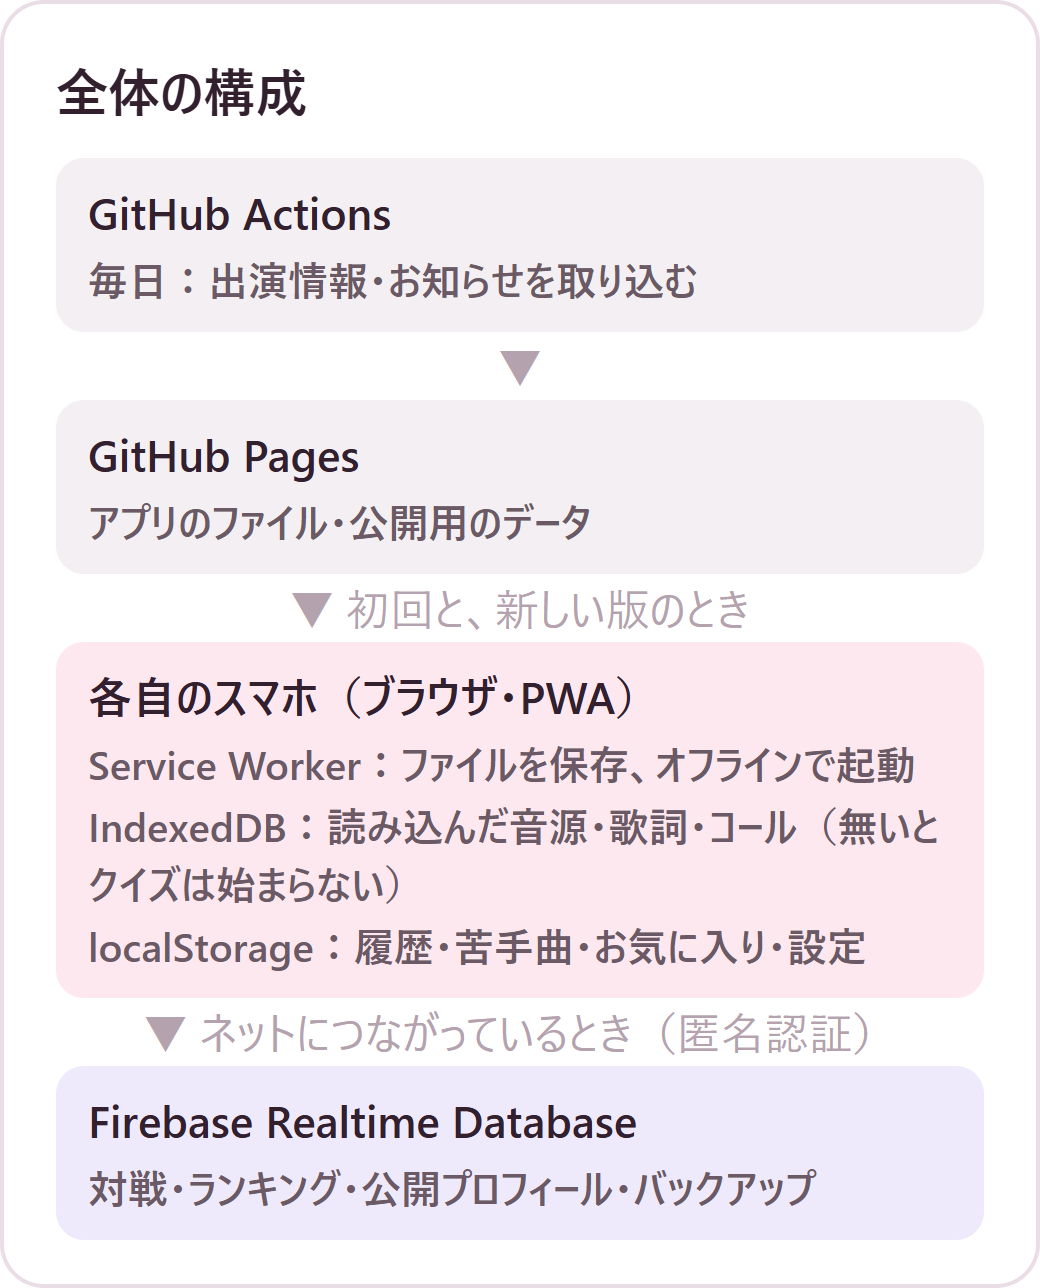 全体の構成
GitHub Actions
毎日：出演情報・お知らせを取り込む
▼
GitHub Pages
アプリのファイル・公開用のデータ
▼ 初回と、新しい版のとき
各自のスマホ（ブラウザ・PWA）
Service Worker：ファイルを保存、オフラインで起動
IndexedDB：読み込んだ音源・歌詞・コール（無いと
クイズは始まらない）
localStorage：履歴・苦手曲・お気に入り・設定
▼ ネットにつながっているとき（匿名認証）
Firebase Realtime Database
対戦・ランキング・公開プロフィール・バックアップ